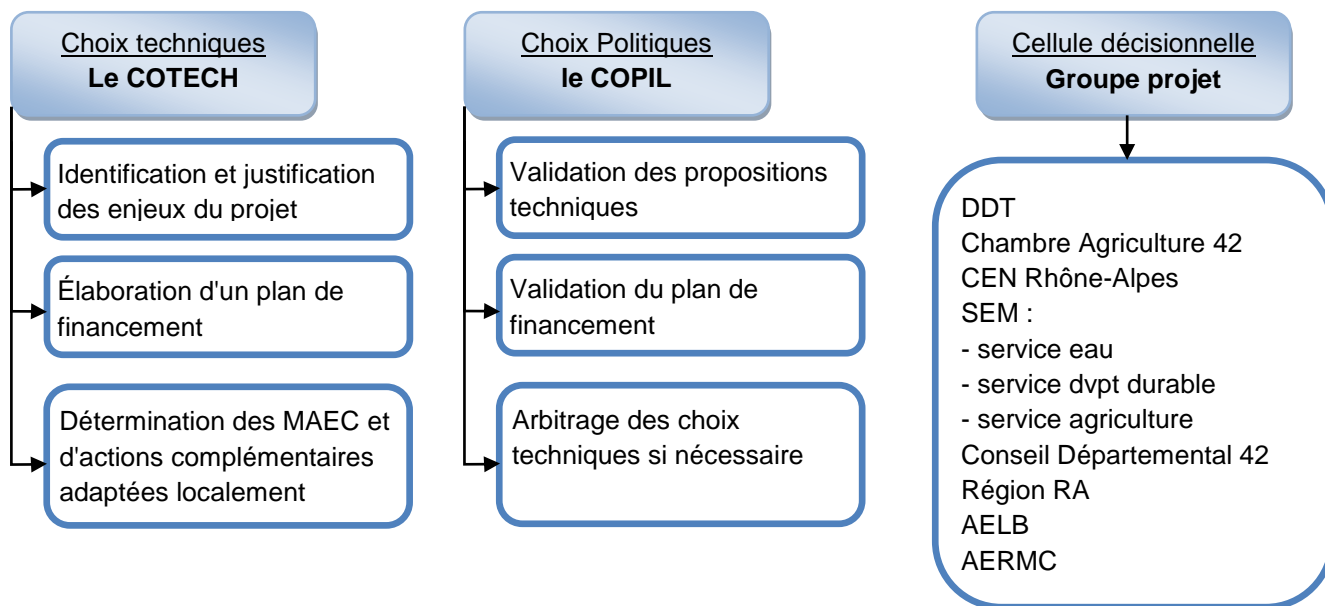 Choix techniques
Le COTECH
Identification et justification
des enjeux du projet
Élaboration d'un plan de
financement
Détermination des MAEC et
d'actions complémentaires
adaptées localement
Choix Politiques
le COPIL
Validation des propositions
techniques
Validation du plan de
financement
Arbitrage des choix
techniques si nécessaire
Cellule décisionnelle
Groupe projet
DDT
Chambre Agriculture 42
CEN Rhône-Alpes
SEM :
- service eau
- service dvpt durable
- service agriculture
Conseil Départemental 42
Région RA
AELB
AERMC